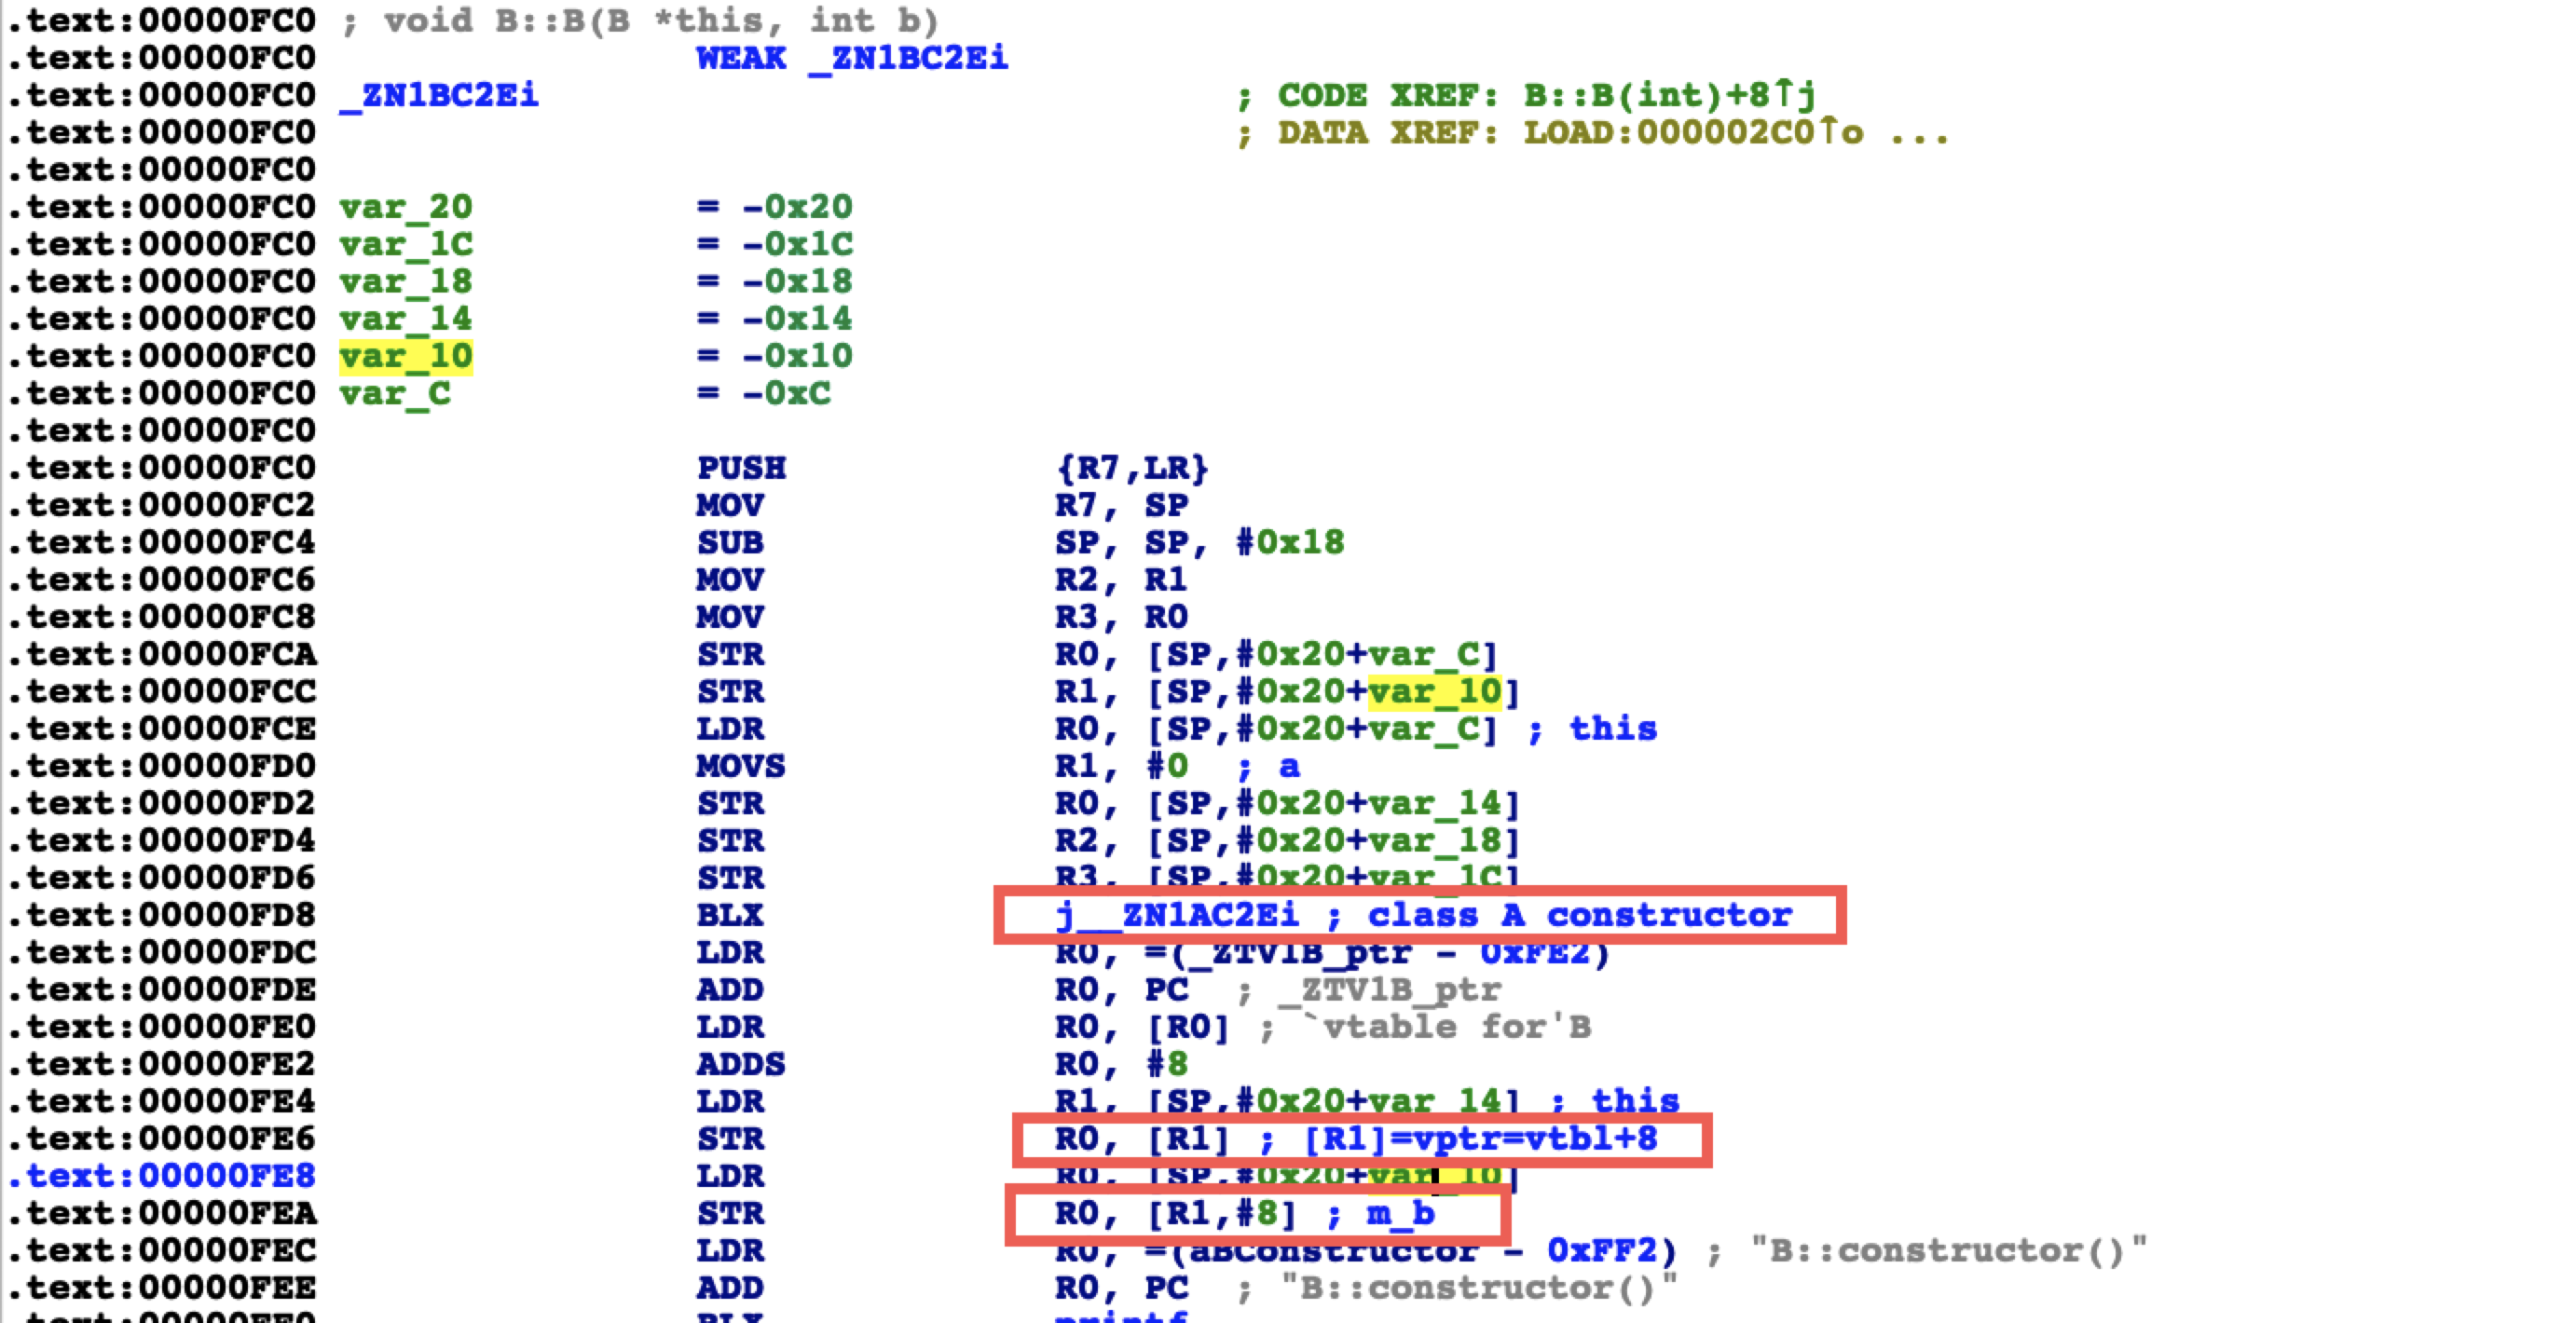 .text:00000FC0 ; void B::B(B *this, int b)
.text:00000FC0 WEAK _ZN1BC2Ei
.text:00000FC0 _ZN1BC2Ei ; CODE XREF: B::B(int)+8↑j
.text:00000FC0 ; DATA XREF: LOAD:000002C0↑o ...
.text:00000FC0
.text:00000FC0 var_20 = -0x20
.text:00000FC0 var_1C = -0x1C
.text:00000FC0 var_18 = -0x18
.text:00000FC0 var_14 = -0x14
.text:00000FC0 var_10 = -0x10
.text:00000FC0 var_C = -0xC
.text:00000FC0
.text:00000FC0 PUSH {R7,LR}
.text:00000FC2 MOV R7, SP
.text:00000FC4 SUB SP, SP, #0x18
.text:00000FC6 MOV R2, R1
.text:00000FC8 MOV R3, R0
.text:00000FCA STR R0, [SP,#0x20+var_C]
.text:00000FCC STR R1, [SP,#0x20+var_10]
.text:00000FCE LDR R0, [SP,#0x20+var_C] ; this
.text:00000FD0 MOVS R1, #0 ; a
.text:00000FD2 STR R0, [SP,#0x20+var_14]
.text:00000FD4 STR R2, [SP,#0x20+var_18]
.text:00000FD6 STR R3, [SP,#0x20+var_1C]
.text:00000FD8 BLX j__ZN1AC2Ei ; class A constructor
.text:00000FDC LDR R0, =(_ZTV1B_ptr - 0xFE2)
.text:00000FDE ADD R0, PC ; _ZTV1B_ptr
.text:00000FE0 LDR R0, [R0] ; `vtable for'B
.text:00000FE2 ADDS R0, #8
.text:00000FE4 LDR R1, [SP,#0x20+var_14] ; this
.text:00000FE6 STR R0, [R1] ; [R1]=vptr=vtbl+8
.text:00000FE8 LDR R0, [SP,#0x20+var_10]
.text:00000FEA STR R0, [R1,#8] ; m_b
.text:00000FEC LDR R0, =(aBConstructor - 0xFF2) ; "B::constructor()"
.text:00000FEE ADD R0, PC ; "B::constructor()"
.text:00000FF0 BLX printf